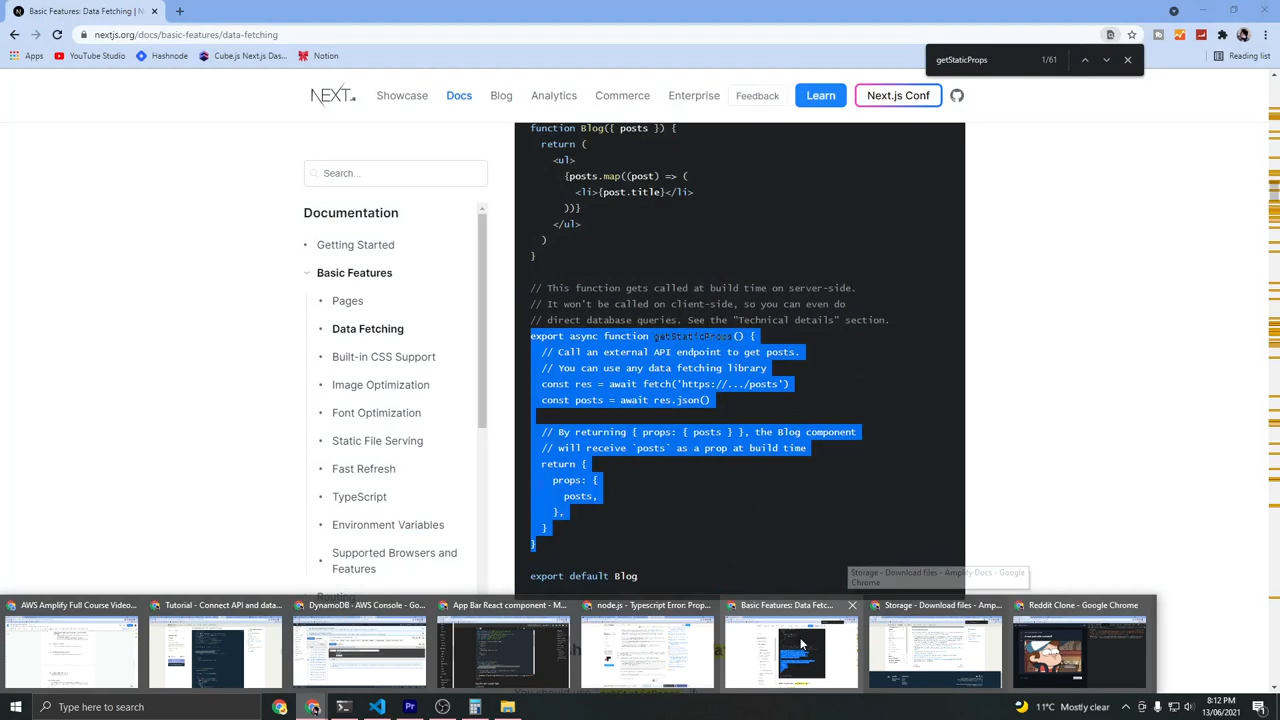 Basic Features: Data Fetching | N
nextjs.org/docs/basic-features/data-fetching
Apps
YouTube Studio
Hashnode
Cube.js Next.js Das...
Notion
Reading list
getStaticProps
1/61
NEXT.
Showcase
Docs
Blog
Analytics
Commerce
Enterprise
Feedback
Learn
Next.js Conf
Search...
Documentation
Getting Started
Basic Features
Pages
Data Fetching
Built-in CSS Support
Image Optimization
Font Optimization
Static File Serving
Fast Refresh
TypeScript
Environment Variables
Supported Browsers and
Features
Routing
function Blog({ posts }) {
return (
<ul>
{posts.map((post) => (
<li>{post.title}</li>
))}
</ul>
)
}
// This function gets called at build time on server-side.
// It won't be called on client-side, so you can even do
// direct database queries. See the "Technical details" section.
export async function getStaticProps() {
// Call an external API endpoint to get posts.
// You can use any data fetching library
const res = await fetch('https://.../posts')
const posts = await res.json()
// By returning { props: { posts } }, the Blog component
// will receive `posts` as a prop at build time
return {
props: {
posts,
},
}
}
export default Blog
Storage - Download files - Amplify Docs - Google
Chrome
AWS Amplify Full Course Video...
Tutorial - Connect API and data...
DynamoDB - AWS Console - Go...
App Bar React component - M...
node.js - Typescript Error: Prop...
Basic Features: Data Fetc...
Storage - Download files - Amp...
Reddit Clone - Google Chrome
Type here to search
11°C Mostly clear
8:12 PM
13/06/2021